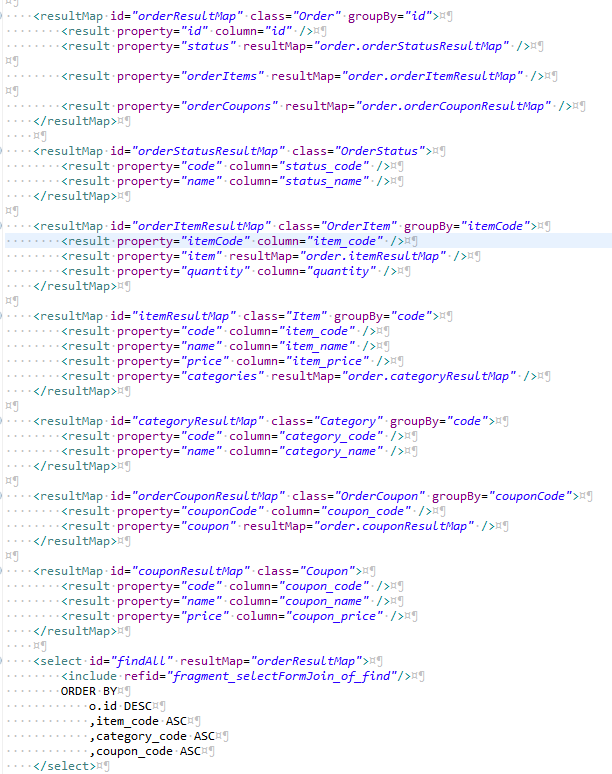 <resultMap id="orderResultMap" class="Order" groupBy="id">
<result property="id" column="id" />
<result property="status" resultMap="order.orderStatusResultMap" />
<result property="orderItems" resultMap="order.orderItemResultMap" />
<result property="orderCoupons" resultMap="order.orderCouponResultMap" />
</resultMap>
<resultMap id="orderStatusResultMap" class="OrderStatus">
<result property="code" column="status_code" />
<result property="name" column="status_name" />
</resultMap>
<resultMap id="orderItemResultMap" class="OrderItem" groupBy="itemCode">
<result property="itemCode" column="item_code" />
<result property="item" resultMap="order.itemResultMap" />
<result property="quantity" column="quantity" />
</resultMap>
<resultMap id="itemResultMap" class="Item" groupBy="code">
<result property="code" column="item_code" />
<result property="name" column="item_name" />
<result property="price" column="item_price" />
<result property="categories" resultMap="order.categoryResultMap" />
</resultMap>
<resultMap id="categoryResultMap" class="Category" groupBy="code">
<result property="code" column="category_code" />
<result property="name" column="category_name" />
</resultMap>
<resultMap id="orderCouponResultMap" class="OrderCoupon" groupBy="couponCode">
<result property="couponCode" column="coupon_code" />
<result property="coupon" resultMap="order.couponResultMap" />
</resultMap>
<resultMap id="couponResultMap" class="Coupon">
<result property="code" column="coupon_code" />
<result property="name" column="coupon_name" />
<result property="price" column="coupon_price" />
</resultMap>
<select id="findAll" resultMap="orderResultMap">
<include refid="fragment_selectFormJoin_of_find"/>
ORDER BY
o.id DESC
,item_code ASC
,category_code ASC
,coupon_code ASC
</select>